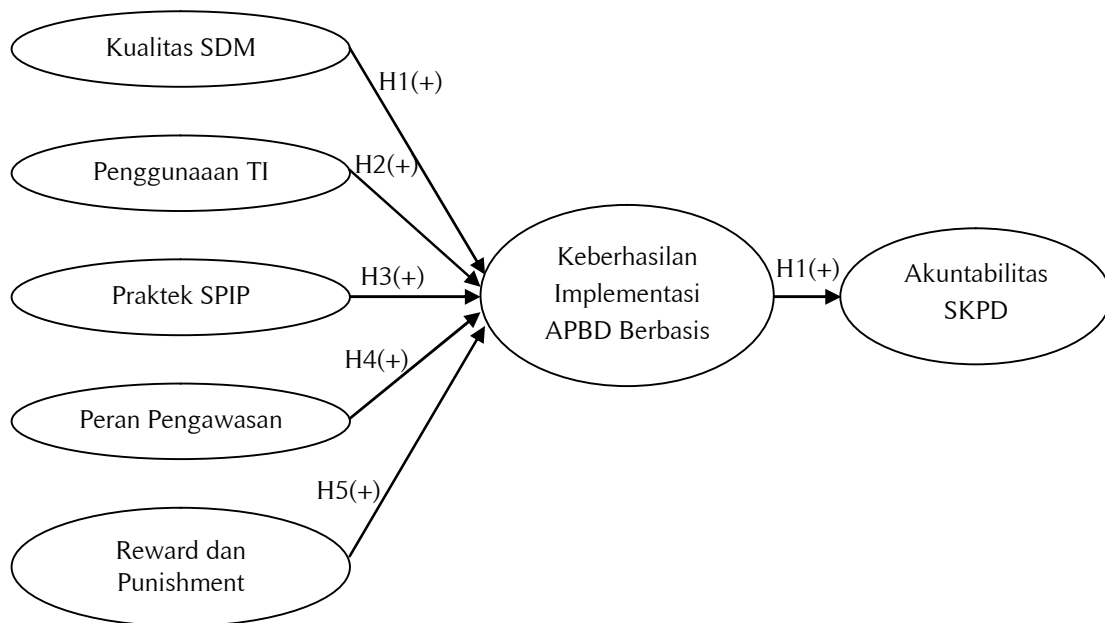 Kualitas SDM
H1(+)
Penggunaaan TI
H2(+)
Praktek SPIP
H3(+)
Peran Pengawasan
H4(+)
Reward dan
Punishment
H5(+)
Keberhasilan
Implementasi
APBD Berbasis
H1(+)
Akuntabilitas
SKPD